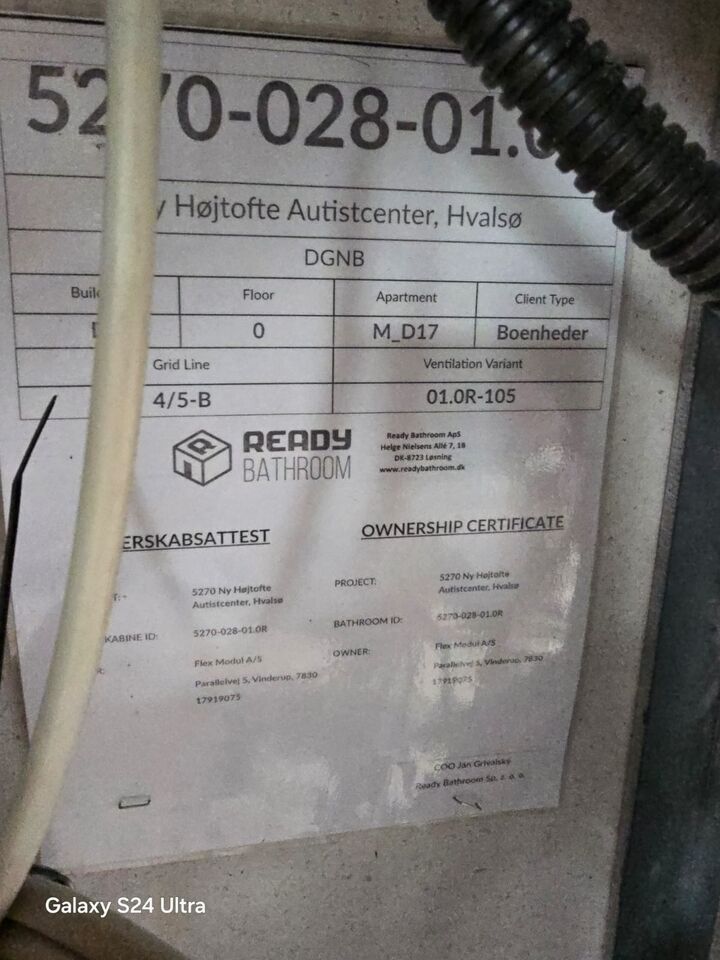 5270-028-01.0
Ny Højtofte Autistcenter, Hvalsø
DGNB
Floor Apartment Client Type
0 M_D17 Boenheder
Grid Line Ventilation Variant
4/5-B 01.0R-105
READY
BATHROOM
Ready Bathroom ApS
Helge Nielsens Allé 7, 1B
DK-8723 Løsning
www.readybathroom.dk
ERSKABSATTEST
5270 Ny Højtofte
Autistcenter, Hvalsø
KABINE ID: 5270-028-01.0R
Flex Modul A/S
Parallelvej 5, Vinderup, 7830
17919075
OWNERSHIP CERTIFICATE
PROJECT: 5270 Ny Højtofte
Autistcenter, Hvalsø
BATHROOM ID: 5270-028-01.0R
OWNER: Flex Modul A/S
Parallelvej 5, Vinderup, 7830
17919075
COO Jan Grivalský
Ready Bathroom Sp. z. o. o.
Galaxy S24 Ultra